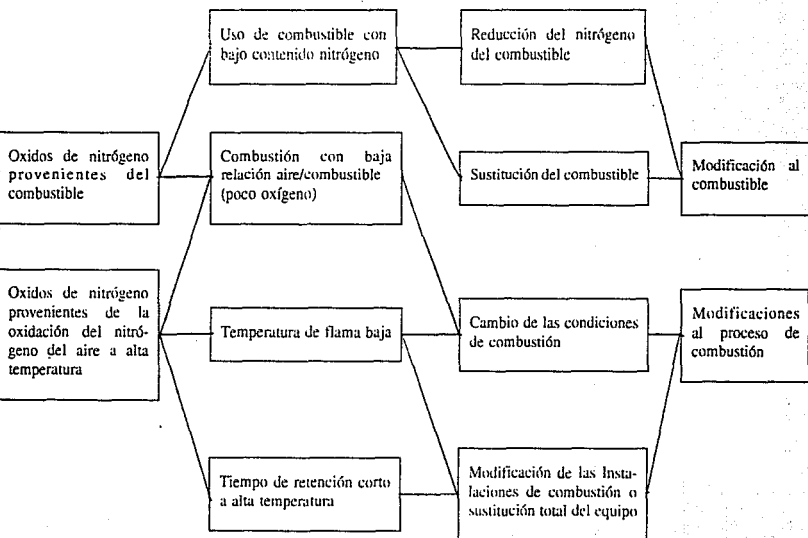 Uso de combustible con
bajo contenido nitrógeno
Reducción del nitrógeno
del combustible
Oxidos de nitrógeno
provenientes del
combustible
Combustión con baja
relación aire/combustible
(poco oxígeno)
Sustitución del combustible
Modificación al
combustible
Oxidos de nitrógeno
provenientes de la
oxidación del nitró-
geno del aire a alta
temperatura
Temperatura de flama baja
Cambio de las condiciones
de combustión
Modificaciones
al proceso de
combustión
Tiempo de retención corto
a alta temperatura
Modificación de las Insta-
laciones de combustión o
sustitución total del equipo